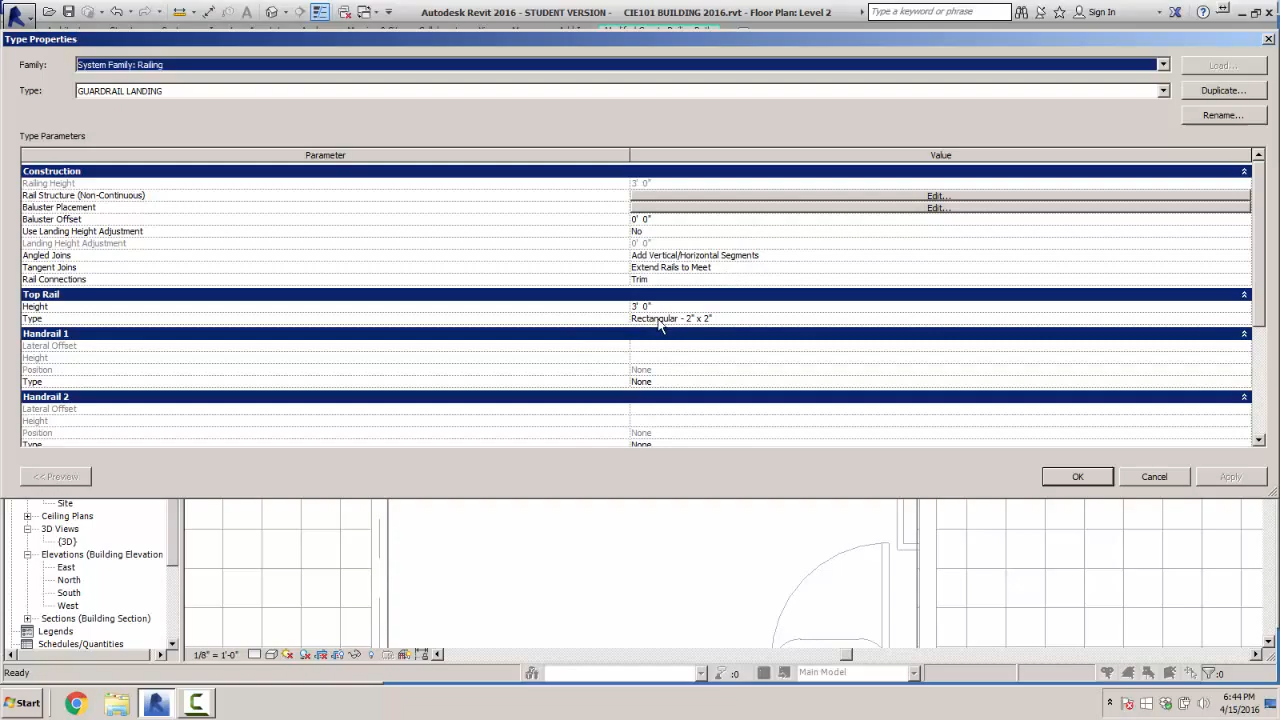 Autodesk Revit 2016 - STUDENT VERSION - CIE101 BUILDING 2016.rvt - Floor Plan: Level 2
Type a keyword or phrase
Sign In
Type Properties
Family:
System Family: Railing
Load...
Type:
GUARDRAIL LANDING
Duplicate...
Rename...
Type Parameters
Parameter Value
Construction
Railing Height 3' 0"
Rail Structure (Non-Continuous) Edit...
Baluster Placement Edit...
Baluster Offset 0' 0"
Use Landing Height Adjustment No
Landing Height Adjustment 0' 0"
Angled Joins Add Vertical/Horizontal Segments
Tangent Joins Extend Rails to Meet
Rail Connections Trim
Top Rail
Height 3' 0"
Type Rectangular - 2" x 2"
Handrail 1
Lateral Offset
Height
Position None
Type None
Handrail 2
Lateral Offset
Height
Position None
Type None
<< Preview
OK
Cancel
Apply
Site
Ceiling Plans
3D Views
{3D}
Elevations (Building Elevation
East
North
South
West
Sections (Building Section)
Legends
Schedules/Quantities
1/8" = 1'-0"
Ready
:0
Main Model
:0
Start
6:44 PM
4/15/2016